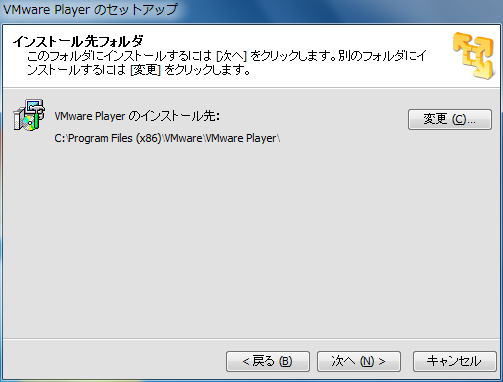 VMware Player のセットアップ
インストール先フォルダ
このフォルダにインストールするには [次へ] をクリックします。別のフォルダにイ
ンストールするには [変更] をクリックします。
VMware Player のインストール先:
変更 (C)...
C:\Program Files (x86)\VMware\VMware Player\
< 戻る (B)
次へ (N) >
キャンセル